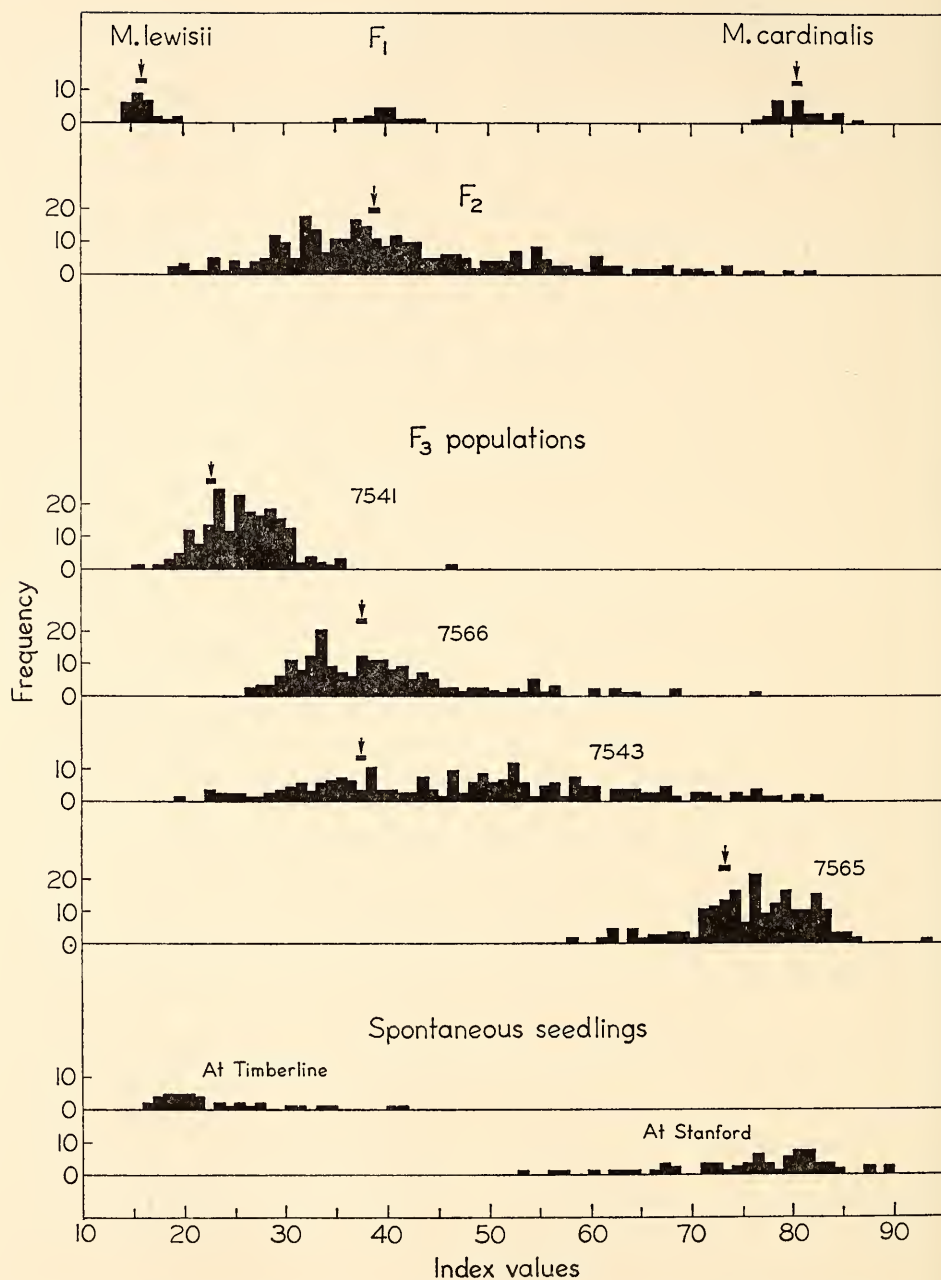 M. lewisii F₁ M. cardinalis
10
0
F₂
20
10
0
F₃ populations
7541
20
10
0
7566
20
10
0
Frequency
7543
10
0
7565
20
10
0
Spontaneous seedlings
At Timberline
10
0
At Stanford
10
0
10 20 30 40 50 60 70 80 90
Index values